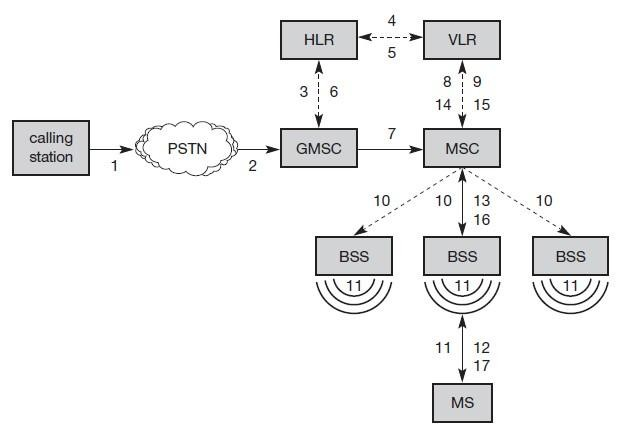 4
HLR
VLR
5
3 6
8 9
14 15
calling
station
PSTN
GMSC
7
MSC
1
2
10
10
13
10
16
BSS
BSS
BSS
11
11
11
11
12
17
MS